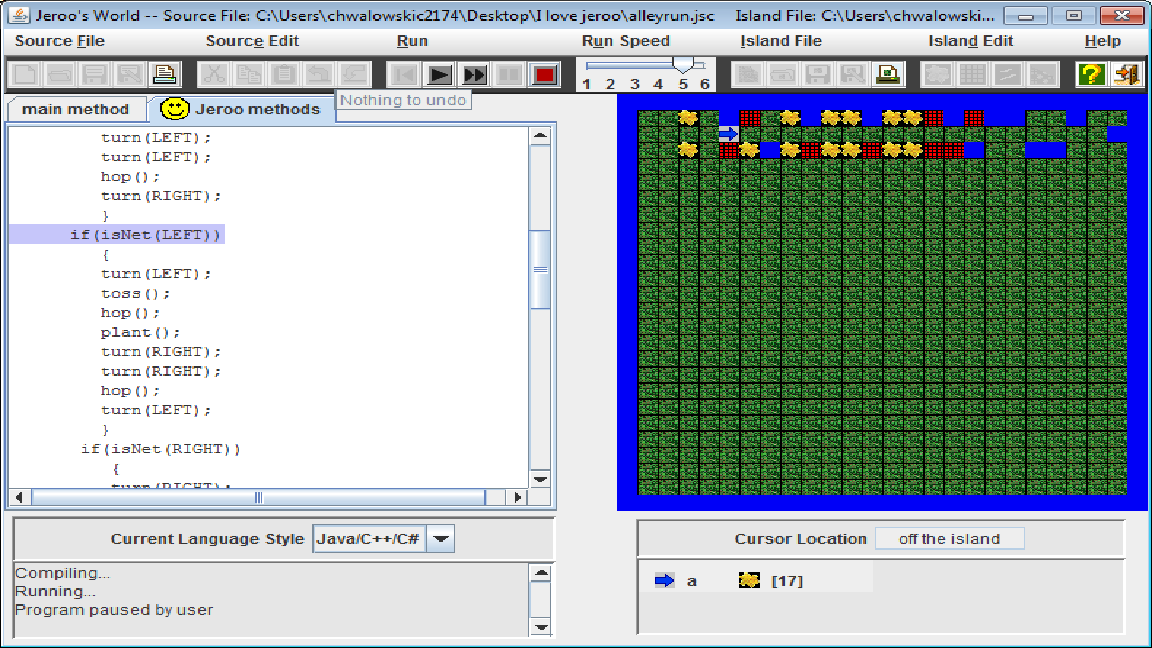 Jeroo's World -- Source File: C:\Users\chwalowskic2174\Desktop\I love jeroo\alleyrun.jsc Island File: C:\Users\chwalowski...
Source File Source Edit Run Run Speed Island File Island Edit Help
1 2 3 4 5 6
Nothing to undo
main method Jeroo methods
turn(LEFT);
turn(LEFT);
hop();
turn(RIGHT);
}
if(isNet(LEFT))
{
turn(LEFT);
toss();
hop();
plant();
turn(RIGHT);
turn(RIGHT);
hop();
turn(LEFT);
}
if(isNet(RIGHT))
{
turn(RIGHT);
Current Language Style Java/C++/C#
Cursor Location off the island
Compiling...
Running...
Program paused by user
a [17]